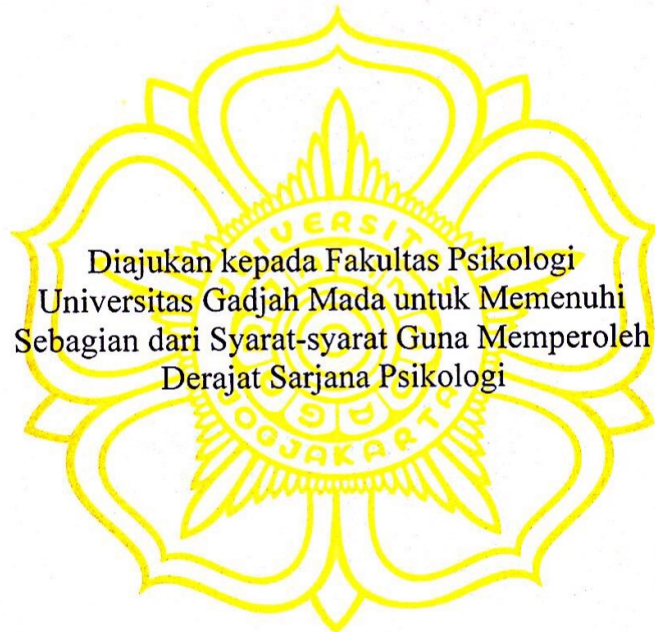 Diajukan kepada Fakultas Psikologi
Universitas Gadjah Mada untuk Memenuhi
Sebagian dari Syarat-syarat Guna Memperoleh
Derajat Sarjana Psikologi